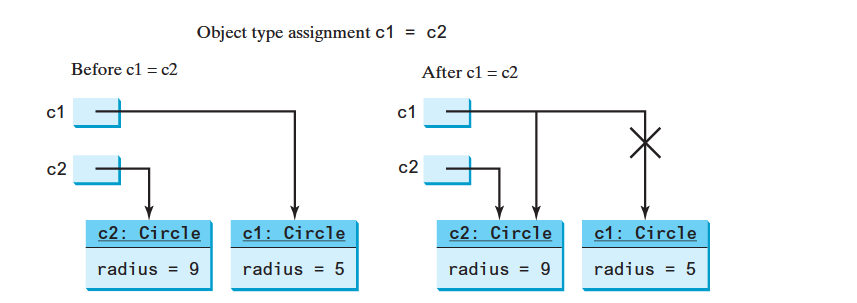 Object type assignment c1 = c2
Before c1 = c2
After c1 = c2
c1
c1
c2
c2
c2: Circle
c1: Circle
c2: Circle
c1: Circle
radius = 9
radius = 5
radius = 9
radius = 5